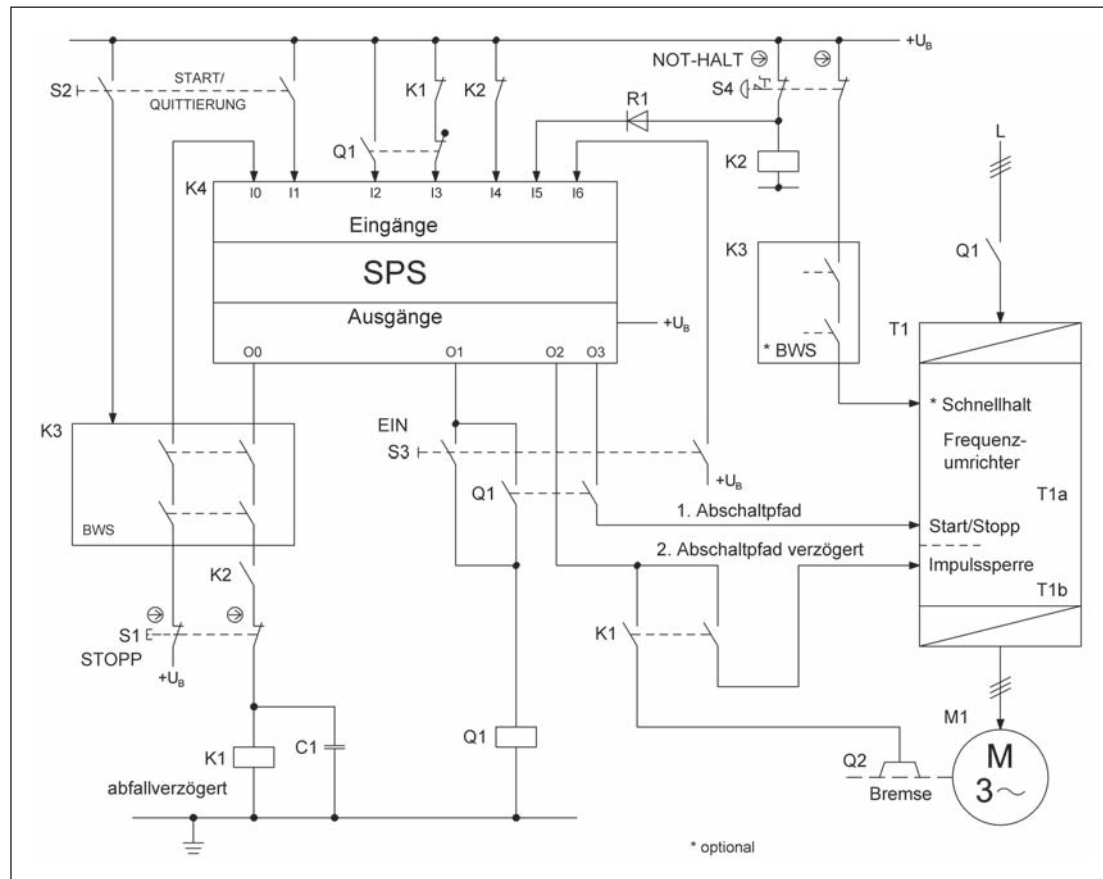 +U_B
NOT-HALT
S2
START/
QUITTIERUNG
K1
K2
S4
R1
L
Q1
K2
K4
I0 I1 I2 I3 I4 I5 I6
Eingänge
K3
Q1
SPS
* BWS
T1
Ausgänge
+U_B
O0 O1 O2 O3
* Schnellhalt
K3
EIN
S3
Frequenz-
umrichter
+U_B
Q1
T1a
1. Abschaltpfad
Start/Stopp
BWS
2. Abschaltpfad verzögert
Impulssperre
K2
T1b
S1
STOPP
K1
+U_B
M1
K1
C1
Q1
Q2
M
3~
abfallverzögert
Bremse
* optional